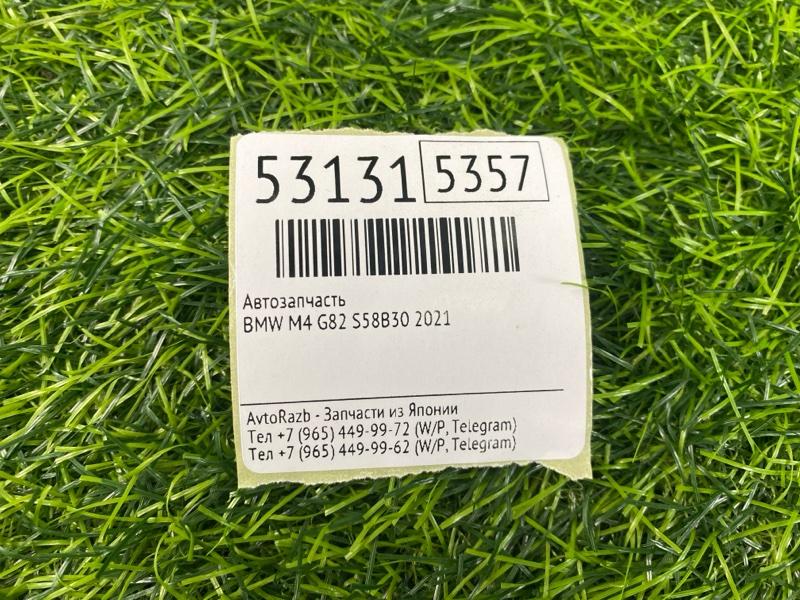 53131 5357
Автозапчасть
BMW M4 G82 S58B30 2021
AvtoRazb - Запчасти из Японии
Тел +7 (965) 449-99-72 (W/P, Telegram)
Тел +7 (965) 449-99-62 (W/P, Telegram)